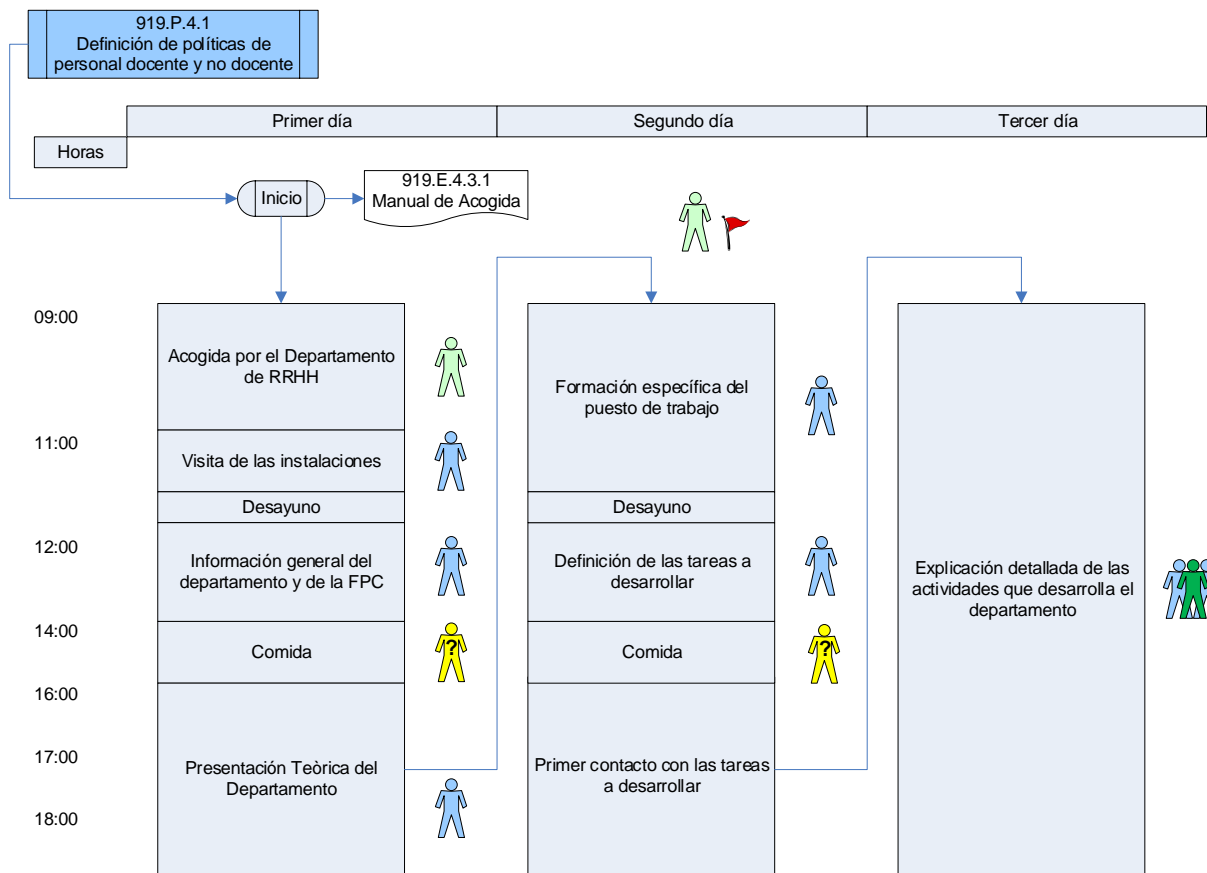 919.P.4.1
Definición de políticas de
personal docente y no docente
Primer día
Segundo día
Tercer día
Horas
Inicio
919.E.4.3.1
Manual de Acogida
09:00
Acogida por el Departamento
de RRHH
Formación específica del
puesto de trabajo
11:00
Visita de las instalaciones
Desayuno
Desayuno
12:00
Información general del
departamento y de la FPC
Definición de las tareas a
desarrollar
Explicación detallada de las
actividades que desarrolla el
departamento
14:00
Comida
?
Comida
?
16:00
17:00
Presentación Teòrica del
Departamento
Primer contacto con las tareas
a desarrollar
18:00